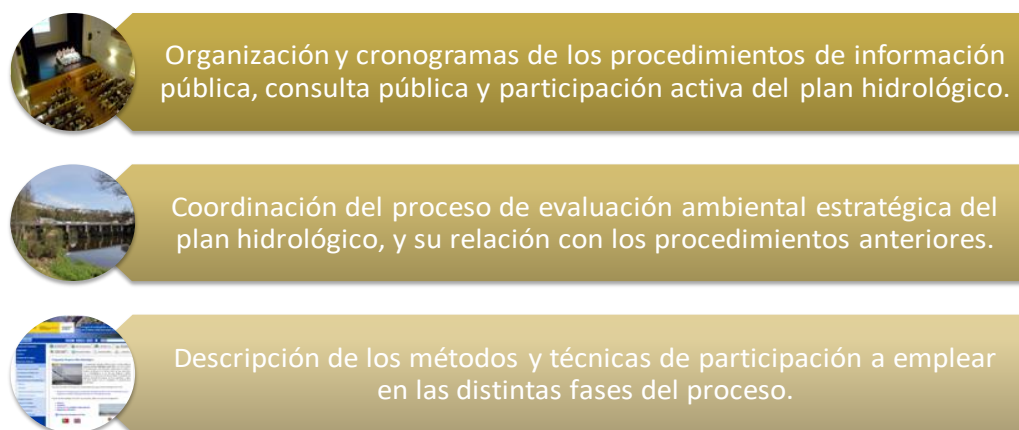 Organización y cronogramas de los procedimientos de información
pública, consulta pública y participación activa del plan hidrológico.
Coordinación del proceso de evaluación ambiental estratégica del
plan hidrológico, y su relación con los procedimientos anteriores.
Descripción de los métodos y técnicas de participación a emplear
en las distintas fases del proceso.